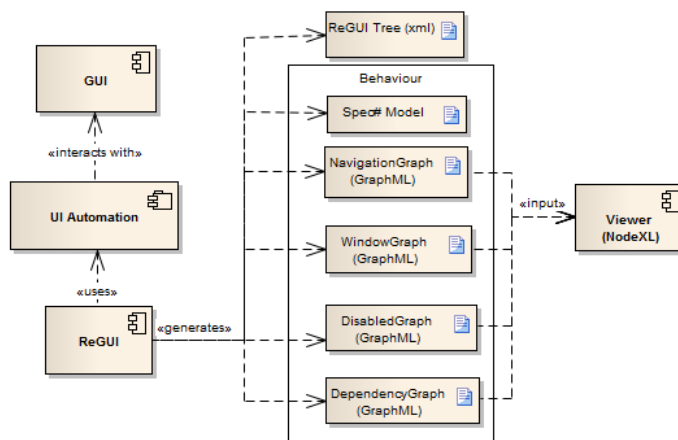 ReGUI Tree (xml)
GUI
Behaviour
Spec# Model
«interacts with»
NavigationGraph
(GraphML)
UI Automation
«input»
Viewer
(NodeXL)
WindowGraph
(GraphML)
«uses»
ReGUI
«generates»
DisabledGraph
(GraphML)
DependencyGraph
(GraphML)